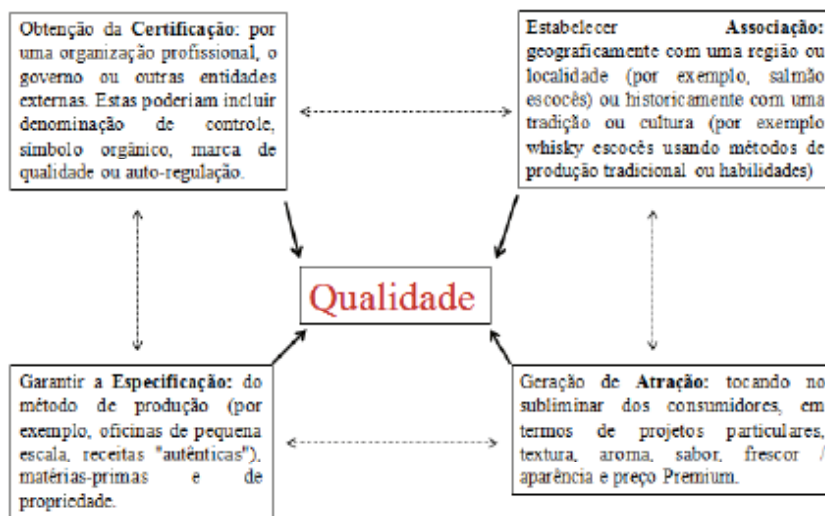 Obtenção da Certificação: por
uma organização profissional, o
governo ou outras entidades
externas. Estas poderiam incluir
denominação de controle,
símbolo orgânico, marca de
qualidade ou auto-regulação.
Estabelecer Associação:
geograficamente com uma região ou
localidade (por exemplo, salmão
escocês) ou historicamente com uma
tradição ou cultura (por exemplo
whisky escocês usando métodos de
produção tradicional ou habilidades)
Qualidade
Garantir a Especificação: do
método de produção (por
exemplo, oficinas de pequena
escala, receitas "autênticas"),
matérias-primas e de
propriedade.
Geração de Atração: tocando no
subliminar dos consumidores, em
termos de projetos particulares,
textura, aroma, sabor, frescor /
aparência e preço Premium.